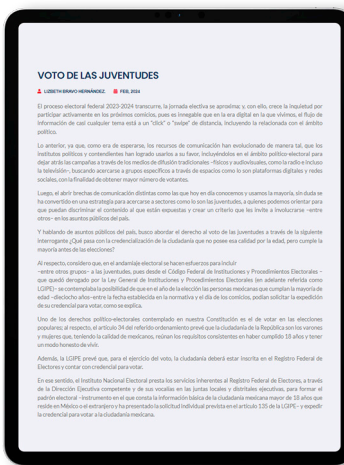 VOTO DE LAS JUVENTUDES
LIZBETH BRAVO HERNÁNDEZ FEB, 2024
El proceso electoral federal 2023-2024 transcurre, la jornada electiva se aproxima; y, con ello, crece la inquietud por
participar activamente en los próximos comicios, pues es innegable que en la era digital en la que vivimos, el flujo de
información de casi cualquier tema está a un "click" o "swipe" de distancia, incluyendo la relacionada con el ámbito
político.
Lo anterior, ya que, como era de esperarse, los recursos de comunicación han evolucionado de manera tal, que los
institutos políticos y contendientes han logrado usarlos a su favor, incluyéndolos en el ámbito político-electoral para
dejar atrás las campañas a través de los medios de difusión tradicionales –físicos y audiovisuales, como la radio e incluso
la televisión–, buscando acercarse a grupos específicos a través de espacios como lo son plataformas digitales y redes
sociales, con la finalidad de obtener mayor número de votantes.
Luego, el abrir brechas de comunicación distintas como las que hoy en día conocemos y usamos la mayoría, sin duda se
ha convertido en una estrategia para acercarse a sectores como lo son las juventudes, a quienes podemos orientar para
que puedan discriminar el contenido al que están expuestas y crear un criterio que les invite a involucrarse –entre
otros– en los asuntos públicos del país.
Y hablando de asuntos públicos del país, busco abordar el derecho al voto de las juventudes a través de la siguiente
interrogante ¿Qué pasa con la credencialización de la ciudadanía que no posee esa calidad por la edad, pero cumple la
mayoría antes de las elecciones?
Al respecto, considero que, en el andamiaje electoral se hacen esfuerzos para incluir
–entre otros grupos– a las juventudes, pues desde el Código Federal de Instituciones y Procedimientos Electorales –
que quedó derogado por la Ley General de Instituciones y Procedimientos Electorales (en adelante referida como
LGIPE)– se contemplaba la posibilidad de que en el año de la elección las personas mexicanas que cumplan la mayoría de
edad –dieciocho años–entre la fecha establecida en la normativa y el día de los comicios, podían solicitar la expedición
de su credencial para votar, como se explica.
Uno de los derechos político-electorales contemplado en nuestra Constitución es el de votar en las elecciones
populares; al respecto, el artículo 34 del referido ordenamiento prevé que la ciudadanía de la República son los varones
y mujeres que, teniendo la calidad de mexicanos, reúnan los requisitos consistentes en haber cumplido 18 años y tener
un modo honesto de vivir.
Además, la LGIPE prevé que, para el ejercicio del voto, la ciudadanía deberá estar inscrita en el Registro Federal de
Electores y contar con credencial para votar.
En ese sentido, el Instituto Nacional Electoral presta los servicios inherentes al Registro Federal de Electores, a través
de la Dirección Ejecutiva competente y de sus vocalías en las juntas locales y distritales ejecutivas, para formar el
padrón electoral –instrumento en el que consta la información básica de la ciudadanía mexicana mayor de 18 años que
reside en México o el extranjero y ha presentado la solicitud individual prevista en el artículo 135 de la LGIPE– y expedir
la credencial para votar a la ciudadanía mexicana.